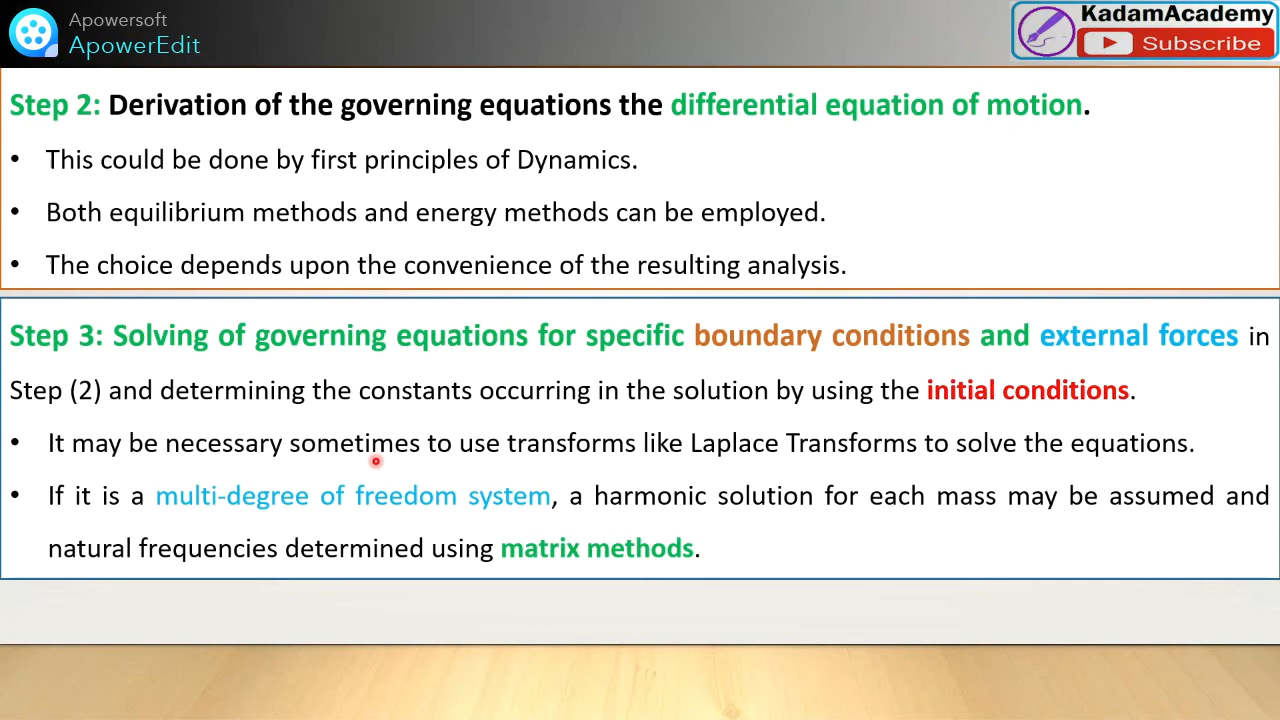 Apowersoft
ApowerEdit
KadamAcademy
Subscribe
Step 2: Derivation of the governing equations the differential equation of motion.
• This could be done by first principles of Dynamics.
• Both equilibrium methods and energy methods can be employed.
• The choice depends upon the convenience of the resulting analysis.
Step 3: Solving of governing equations for specific boundary conditions and external forces in
Step (2) and determining the constants occurring in the solution by using the initial conditions.
• It may be necessary sometimes to use transforms like Laplace Transforms to solve the equations.
• If it is a multi-degree of freedom system, a harmonic solution for each mass may be assumed and
natural frequencies determined using matrix methods.